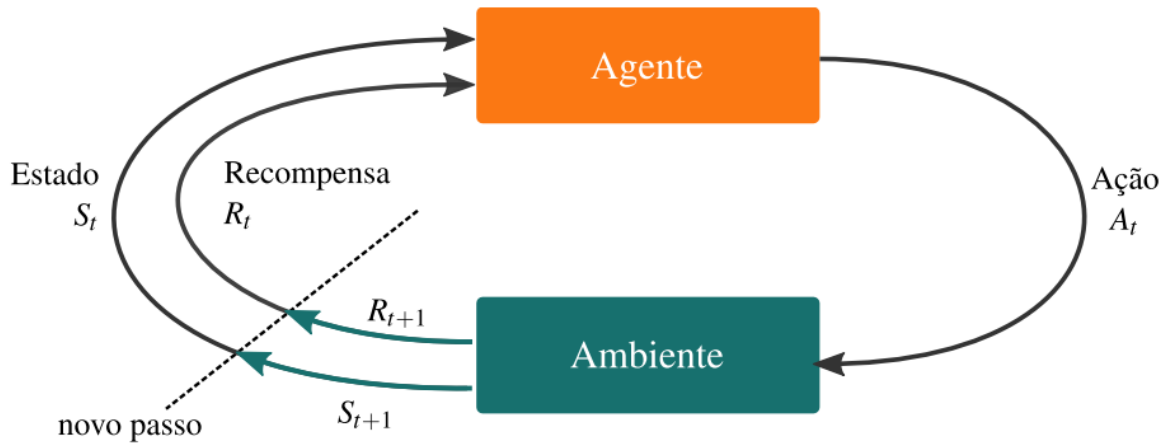 Agente
Estado
S_t
Recompensa
R_t
Ação
A_t
R_{t+1}
Ambiente
S_{t+1}
novo passo